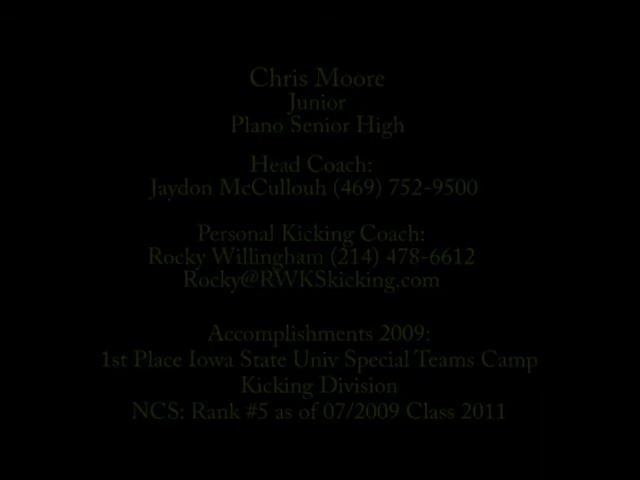 Chris Moore
Junior
Plano Senior High
Head Coach:
Jaydon McCullouh (469) 752-9500
Personal Kicking Coach:
Rocky Willingham (214) 478-6612
Rocky@RWKSkicking.com
Accomplishments 2009:
1st Place Iowa State Univ Special Teams Camp
Kicking Division
NCS: Rank #5 as of 07/2009 Class 2011